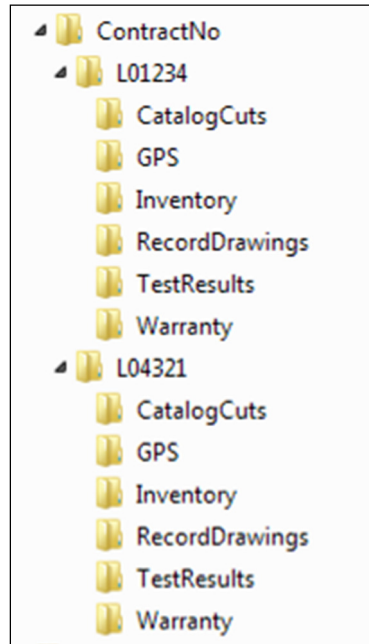 ContractNo
L01234
CatalogCuts
GPS
Inventory
RecordDrawings
TestResults
Warranty
L04321
CatalogCuts
GPS
Inventory
RecordDrawings
TestResults
Warranty